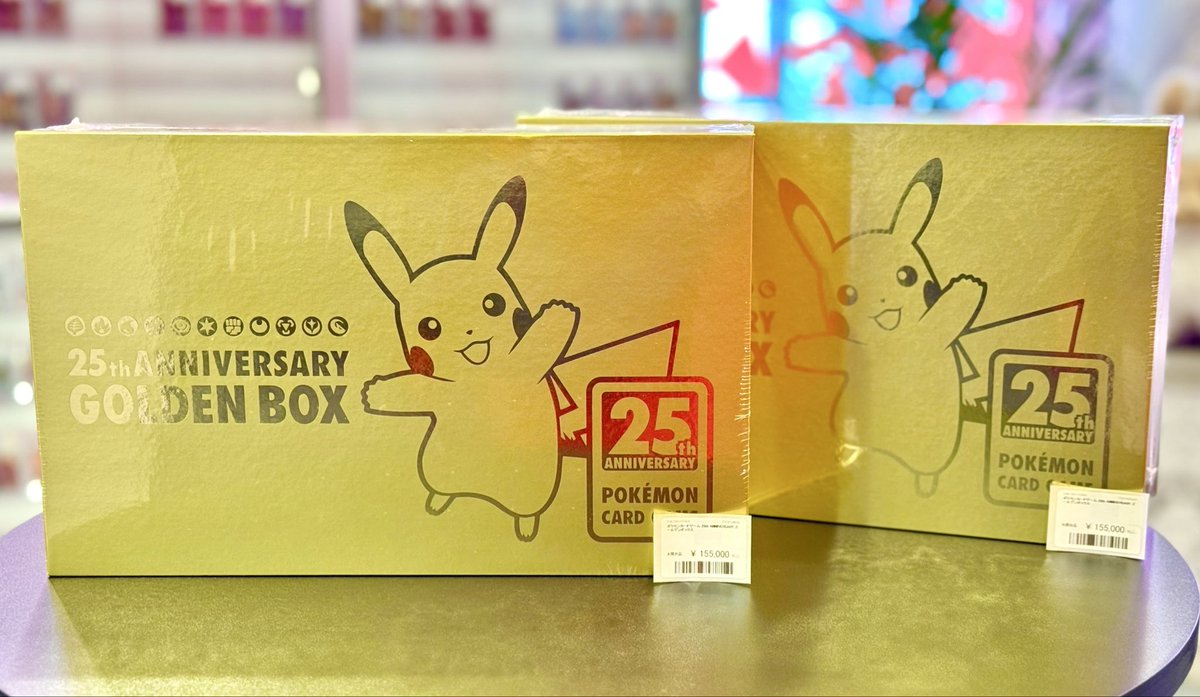 25th ANNIVERSARY
GOLDEN BOX
25th
ANNIVERSARY
POKÉMON
CARD GAME
¥ 155,000
RY
BOX
25th
ANNIVERSARY
POKÉMON
CARD GAME
¥ 155,000